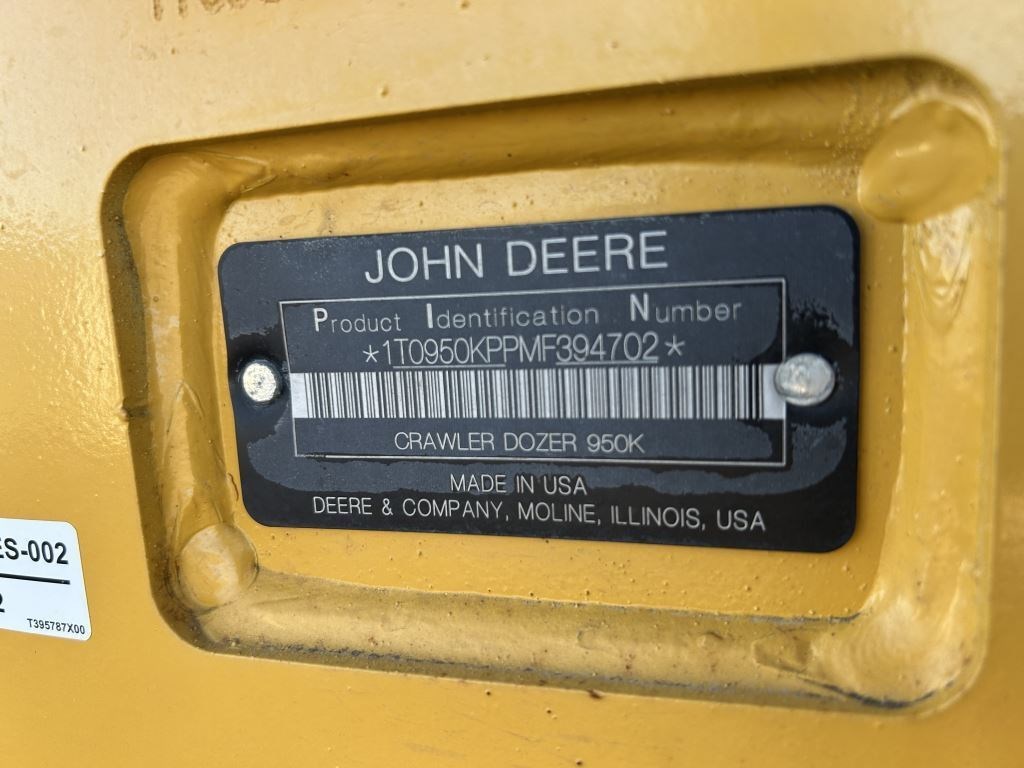 JOHN DEERE
Product Identification Number
*1T0950KPPMF394702*
CRAWLER DOZER 950K
MADE IN USA
DEERE & COMPANY, MOLINE, ILLINOIS, USA
ES-002
2
T395787X00